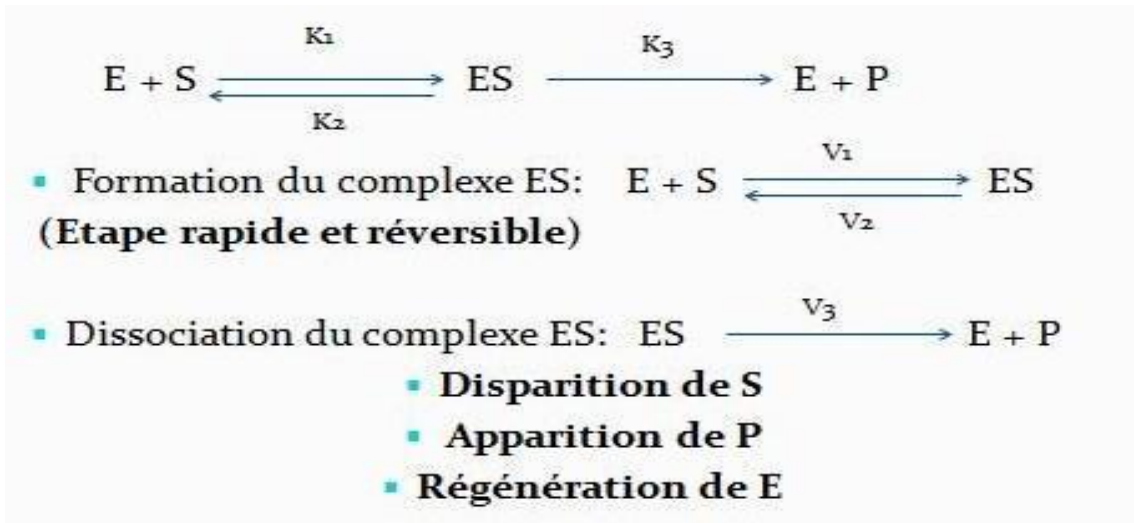 K1
K3
E + S ES E + P
K2
▪ Formation du complexe ES: E + S ES
V1
(Etape rapide et réversible)
V2
▪ Dissociation du complexe ES: ES E + P
V3
▪ Disparition de S
▪ Apparition de P
▪ Régénération de E